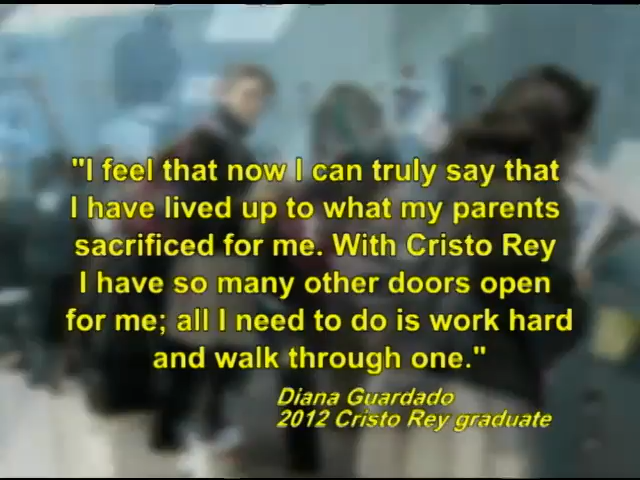 "I feel that now I can truly say that
I have lived up to what my parents
sacrificed for me. With Cristo Rey
I have so many other doors open
for me; all I need to do is work hard
and walk through one."
Diana Guardado
2012 Cristo Rey graduate